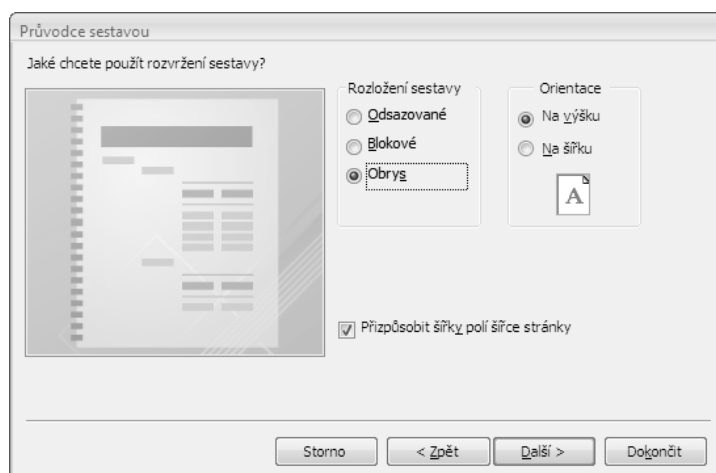 Průvodce sestavou
Jaké chcete použít rozvržení sestavy?
Rozložení sestavy
Odsazované
Blokové
Obrys
Orientace
Na výšku
Na šířku
A
Přizpůsobit šířky polí šířce stránky
Storno
< Zpět
Další >
Dokončit